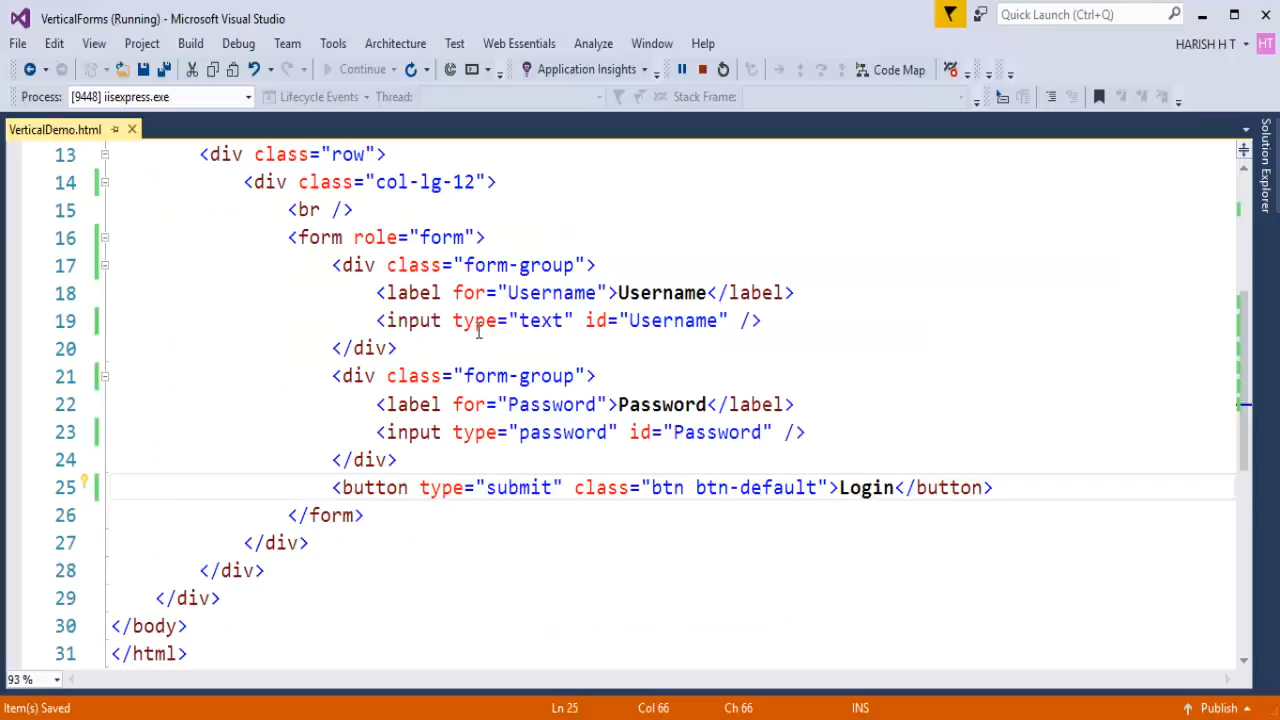 VerticalForms (Running) - Microsoft Visual Studio
Quick Launch (Ctrl+Q)
File Edit View Project Build Debug Team Tools Architecture Test Web Essentials Analyze Window Help
HARISH H T HT
Continue Application Insights Code Map
Process: [9448] iisexpress.exe Lifecycle Events Thread: Stack Frame:
VerticalDemo.html
Solution Explorer
13 <div class="row">
14 <div class="col-lg-12">
15 <br />
16 <form role="form">
17 <div class="form-group">
18 <label for="Username">Username</label>
19 <input type="text" id="Username" />
20 </div>
21 <div class="form-group">
22 <label for="Password">Password</label>
23 <input type="password" id="Password" />
24 </div>
25 <button type="submit" class="btn btn-default">Login</button>
26 </form>
27 </div>
28 </div>
29 </div>
30 </body>
31 </html>
93 %
Item(s) Saved Ln 25 Col 66 Ch 66 INS Publish